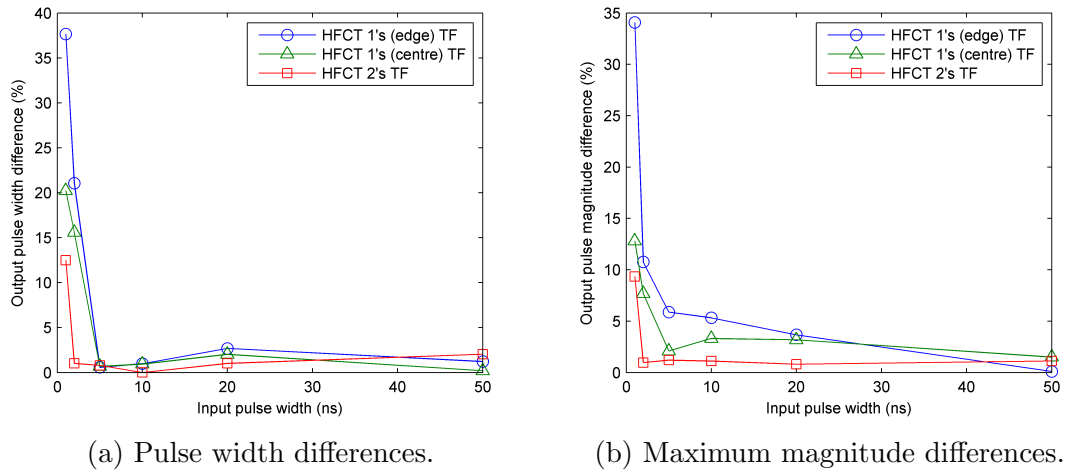 40
35
30
25
20
15
10
5
0
Output pulse width difference (%)
HFCT 1's (edge) TF
HFCT 1's (centre) TF
HFCT 2's TF
0 10 20 30 40 50
Input pulse width (ns)
(a) Pulse width differences.
35
30
25
20
15
10
5
0
Output pulse magnitude difference (%)
HFCT 1's (edge) TF
HFCT 1's (centre) TF
HFCT 2's TF
0 10 20 30 40 50
Input pulse width (ns)
(b) Maximum magnitude differences.